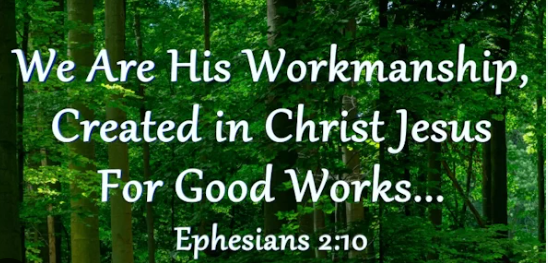 We Are His Workmanship,
Created in Christ Jesus
For Good Works...
Ephesians 2:10